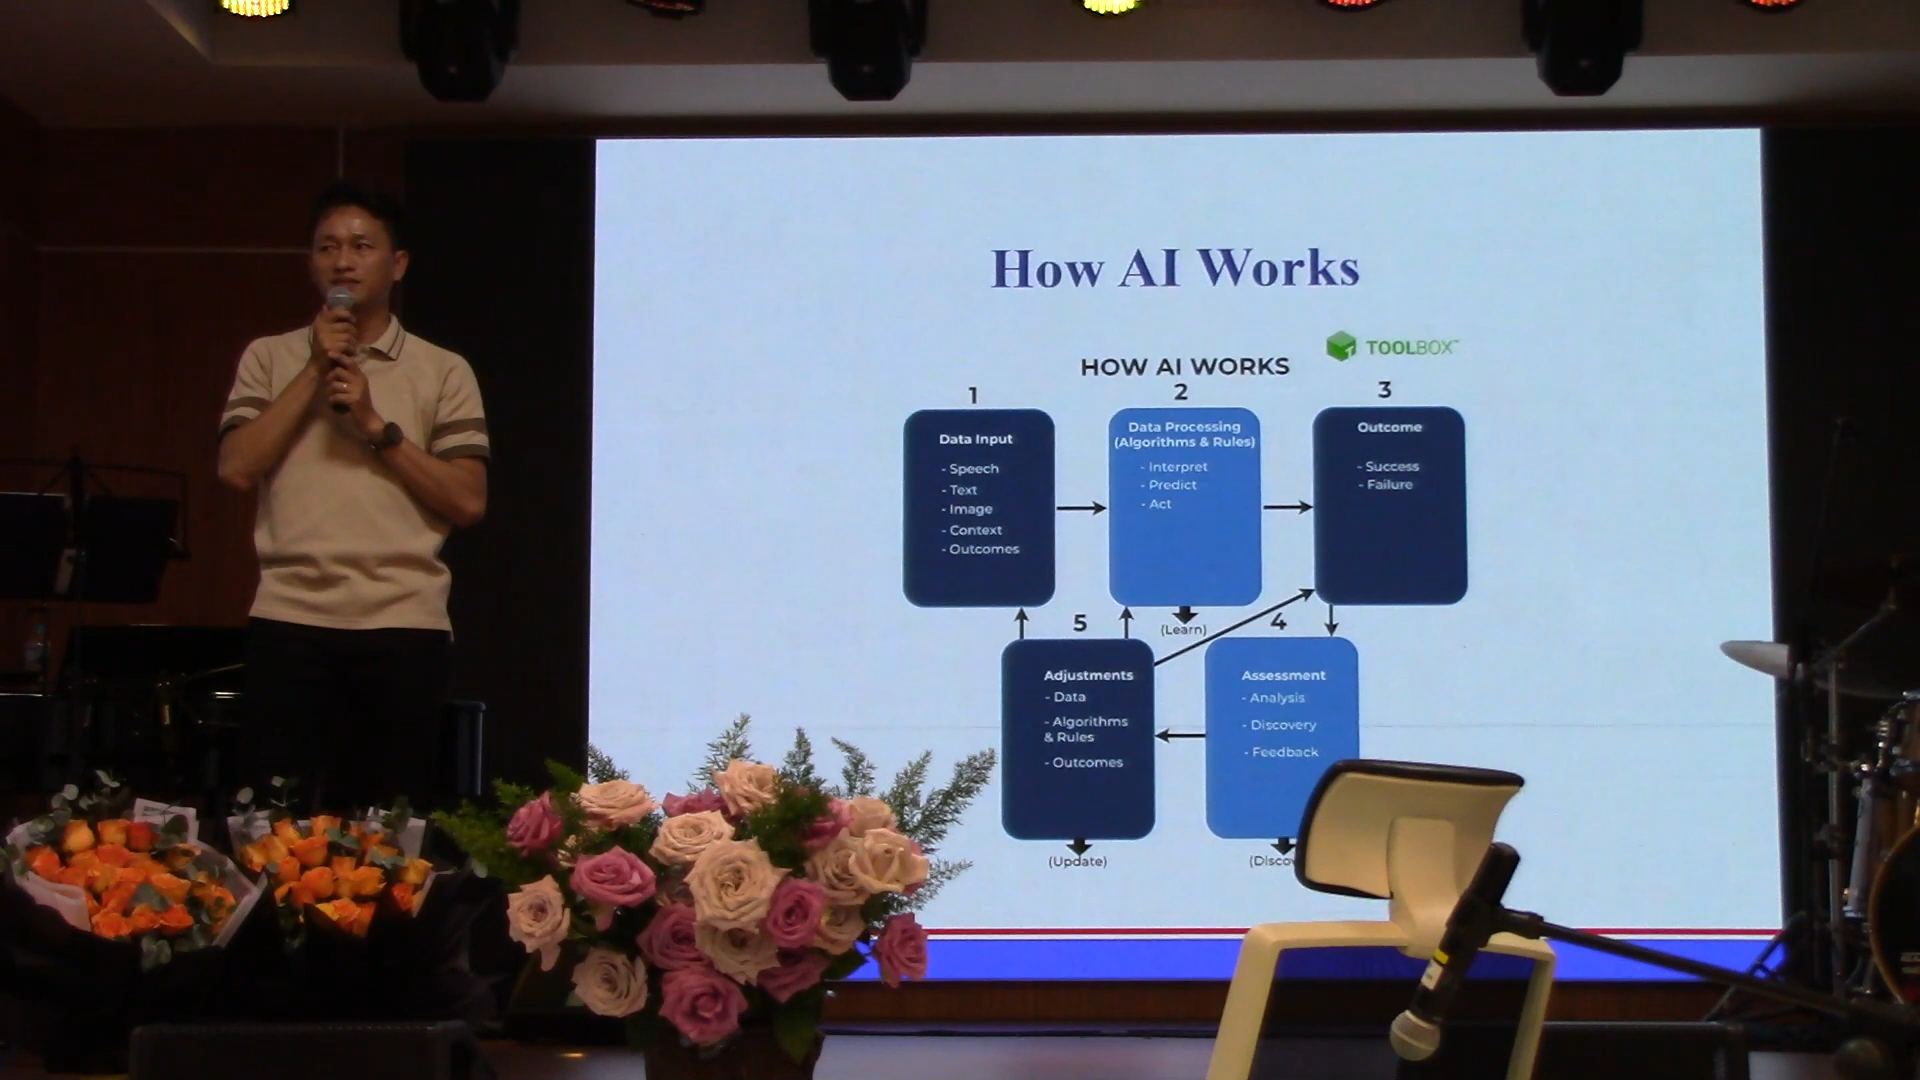 How AI Works
TOOLBOX™
HOW AI WORKS
1
2
3
Data Input
- Speech
- Text
- Image
- Context
- Outcomes
Data Processing
(Algorithms & Rules)
- Interpret
- Predict
- Act
Outcome
- Success
- Failure
(Learn)
5
4
Adjustments
- Data
- Algorithms
& Rules
- Outcomes
Assessment
- Analysis
- Discovery
- Feedback
(Update)